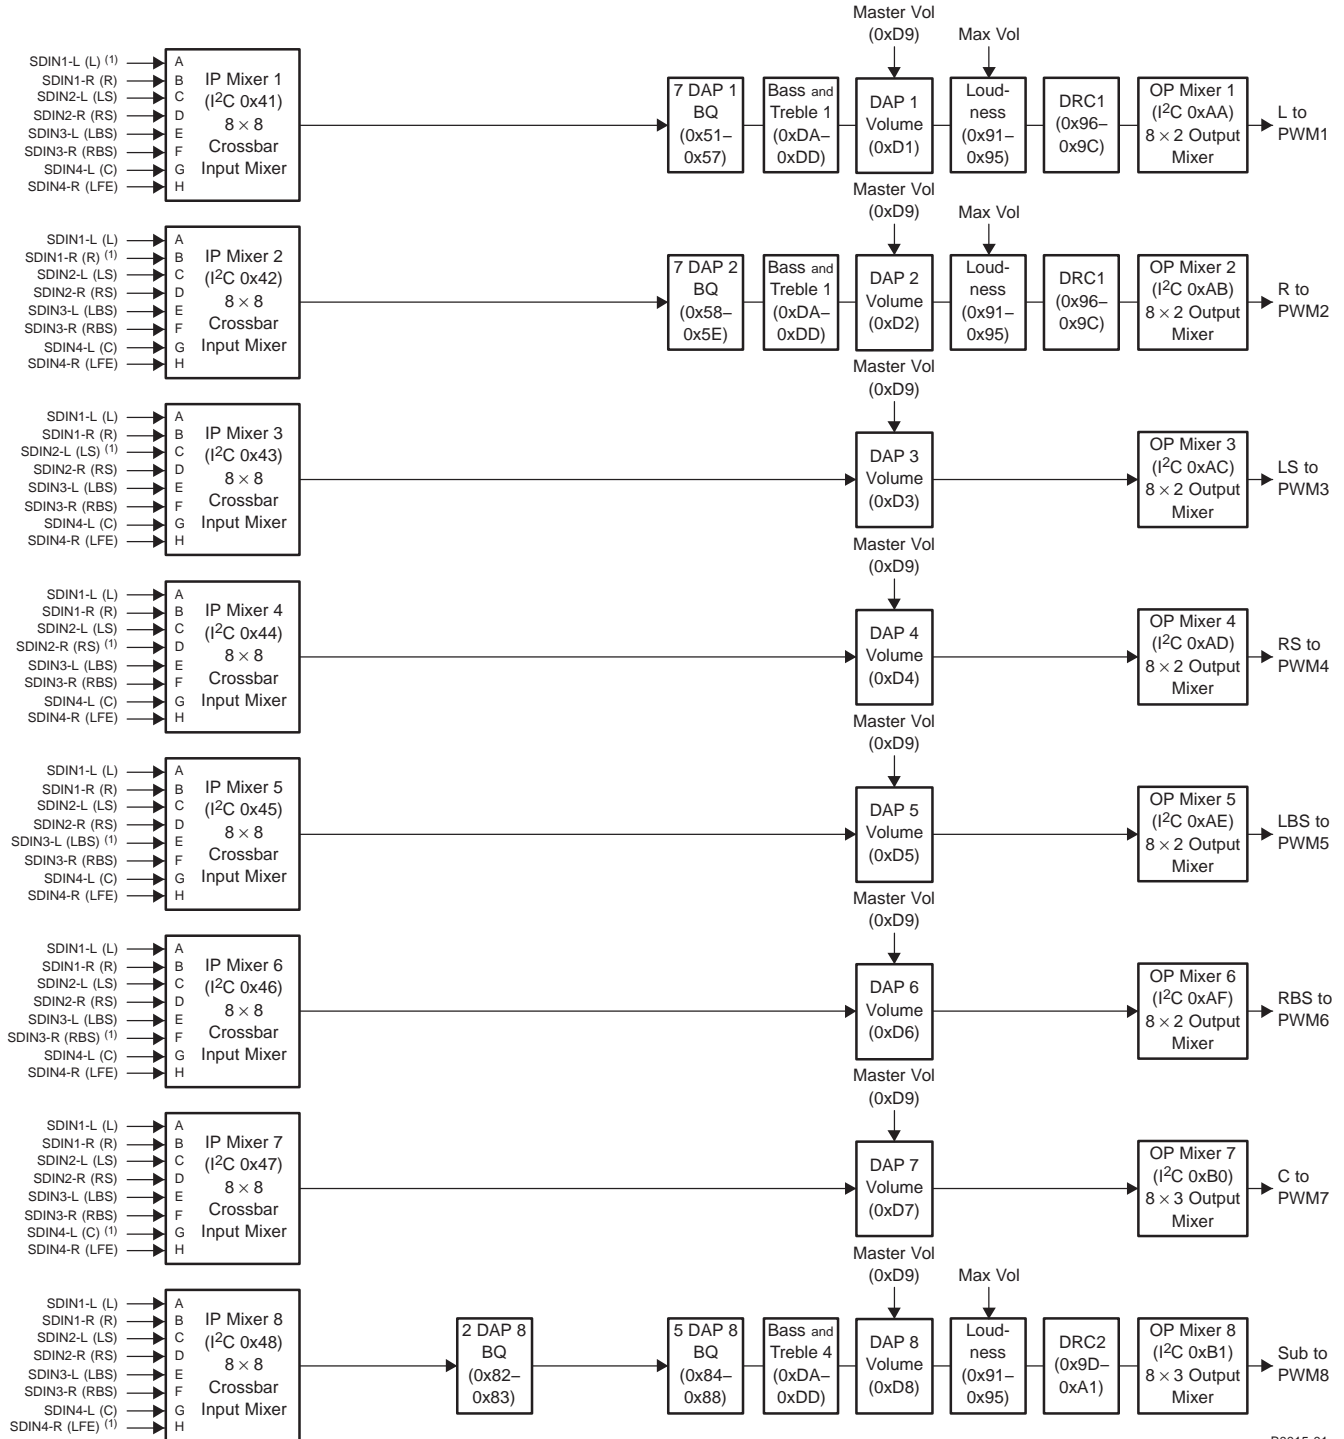 Master Vol
(0xD9)
Max Vol
SDIN1-L (L) (1)
SDIN1-R (R)
SDIN2-L (LS)
SDIN2-R (RS)
SDIN3-L (LBS)
SDIN3-R (RBS)
SDIN4-L (C)
SDIN4-R (LFE)
A
B
C
D
E
F
G
H
IP Mixer 1
(I2C 0x41)
8 × 8
Crossbar
Input Mixer
7 DAP 1
BQ
(0x51–
0x57)
Bass and
Treble 1
(0xDA–
0xDD)
DAP 1
Volume
(0xD1)
Loud-
ness
(0x91–
0x95)
DRC1
(0x96–
0x9C)
OP Mixer 1
(I2C 0xAA)
8 × 2 Output
Mixer
L to
PWM1
Master Vol
(0xD9)
Max Vol
SDIN1-L (L)
SDIN1-R (R) (1)
SDIN2-L (LS)
SDIN2-R (RS)
SDIN3-L (LBS)
SDIN3-R (RBS)
SDIN4-L (C)
SDIN4-R (LFE)
A
B
C
D
E
F
G
H
IP Mixer 2
(I2C 0x42)
8 × 8
Crossbar
Input Mixer
7 DAP 2
BQ
(0x58–
0x5E)
Bass and
Treble 1
(0xDA–
0xDD)
DAP 2
Volume
(0xD2)
Loud-
ness
(0x91–
0x95)
DRC1
(0x96–
0x9C)
OP Mixer 2
(I2C 0xAB)
8 × 2 Output
Mixer
R to
PWM2
Master Vol
(0xD9)
SDIN1-L (L)
SDIN1-R (R)
SDIN2-L (LS) (1)
SDIN2-R (RS)
SDIN3-L (LBS)
SDIN3-R (RBS)
SDIN4-L (C)
SDIN4-R (LFE)
A
B
C
D
E
F
G
H
IP Mixer 3
(I2C 0x43)
8 × 8
Crossbar
Input Mixer
DAP 3
Volume
(0xD3)
OP Mixer 3
(I2C 0xAC)
8 × 2 Output
Mixer
LS to
PWM3
Master Vol
(0xD9)
SDIN1-L (L)
SDIN1-R (R)
SDIN2-L (LS)
SDIN2-R (RS) (1)
SDIN3-L (LBS)
SDIN3-R (RBS)
SDIN4-L (C)
SDIN4-R (LFE)
A
B
C
D
E
F
G
H
IP Mixer 4
(I2C 0x44)
8 × 8
Crossbar
Input Mixer
DAP 4
Volume
(0xD4)
OP Mixer 4
(I2C 0xAD)
8 × 2 Output
Mixer
RS to
PWM4
Master Vol
(0xD9)
SDIN1-L (L)
SDIN1-R (R)
SDIN2-L (LS)
SDIN2-R (RS)
SDIN3-L (LBS) (1)
SDIN3-R (RBS)
SDIN4-L (C)
SDIN4-R (LFE)
A
B
C
D
E
F
G
H
IP Mixer 5
(I2C 0x45)
8 × 8
Crossbar
Input Mixer
DAP 5
Volume
(0xD5)
OP Mixer 5
(I2C 0xAE)
8 × 2 Output
Mixer
LBS to
PWM5
Master Vol
(0xD9)
SDIN1-L (L)
SDIN1-R (R)
SDIN2-L (LS)
SDIN2-R (RS)
SDIN3-L (LBS)
SDIN3-R (RBS) (1)
SDIN4-L (C)
SDIN4-R (LFE)
A
B
C
D
E
F
G
H
IP Mixer 6
(I2C 0x46)
8 × 8
Crossbar
Input Mixer
DAP 6
Volume
(0xD6)
OP Mixer 6
(I2C 0xAF)
8 × 2 Output
Mixer
RBS to
PWM6
Master Vol
(0xD9)
SDIN1-L (L)
SDIN1-R (R)
SDIN2-L (LS)
SDIN2-R (RS)
SDIN3-L (LBS)
SDIN3-R (RBS)
SDIN4-L (C) (1)
SDIN4-R (LFE)
A
B
C
D
E
F
G
H
IP Mixer 7
(I2C 0x47)
8 × 8
Crossbar
Input Mixer
DAP 7
Volume
(0xD7)
OP Mixer 7
(I2C 0xB0)
8 × 3 Output
Mixer
C to
PWM7
Master Vol
(0xD9)
Max Vol
SDIN1-L (L)
SDIN1-R (R)
SDIN2-L (LS)
SDIN2-R (RS)
SDIN3-L (LBS)
SDIN3-R (RBS)
SDIN4-L (C)
SDIN4-R (LFE) (1)
A
B
C
D
E
F
G
H
IP Mixer 8
(I2C 0x48)
8 × 8
Crossbar
Input Mixer
2 DAP 8
BQ
(0x82–
0x83)
5 DAP 8
BQ
(0x84–
0x88)
Bass and
Treble 4
(0xDA–
0xDD)
DAP 8
Volume
(0xD8)
Loud-
ness
(0x91–
0x95)
DRC2
(0x9D–
0xA1)
OP Mixer 8
(I2C 0xB1)
8 × 3 Output
Mixer
Sub to
PWM8